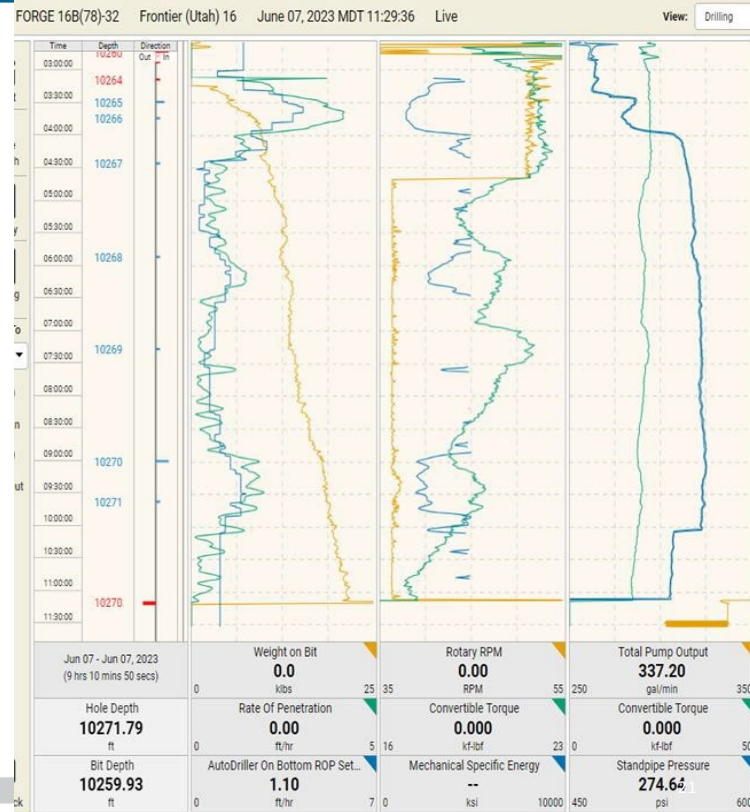 FORGE 16B(78)-32 Frontier (Utah) 16 June 07, 2023 MDT 11:29:36 Live View: Drilling
Time Depth Direction
Out In
10260
03:00:00
10264
03:30:00
10265
10266
04:00:00
10267
04:30:00
05:00:00
05:30:00
10268
06:00:00
06:30:00
07:00:00
10269
07:30:00
08:00:00
08:30:00
09:00:00
10270
09:30:00
10271
10:00:00
10:30:00
11:00:00
10270
11:30:00
Jun 07 - Jun 07, 2023
(9 hrs 10 mins 50 secs)
Weight on Bit
0.0
0 klbs 25
Rotary RPM
0.00
35 RPM 55
Total Pump Output
337.20
250 gal/min 350
Hole Depth
10271.79
ft
Rate Of Penetration
0.00
0 ft/hr 5
Convertible Torque
0.000
16 kf-lbf 23
Convertible Torque
0.000
0 kf-lbf 50
Bit Depth
10259.93
ft
AutoDriller On Bottom ROP Set...
1.10
0 ft/hr 7
Mechanical Specific Energy
--
0 ksi 10000
Standpipe Pressure
274.64
450 psi 600
21